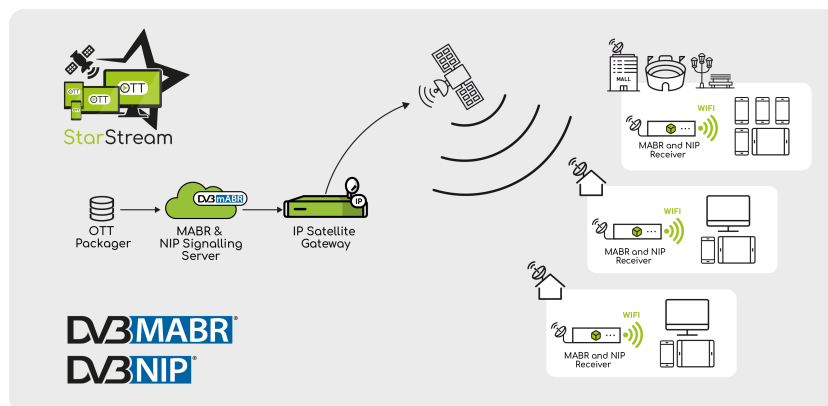 OTT
OTT
StarStream
OTT
Packager
DVB mABR
MABR &
NIP Signalling
Server
IP
IP Satellite
Gateway
MALL
WIFI
MABR and NIP
Receiver
WIFI
MABR and NIP
Receiver
WIFI
MABR and NIP
Receiver
DVB MABR®
DVB NIP®